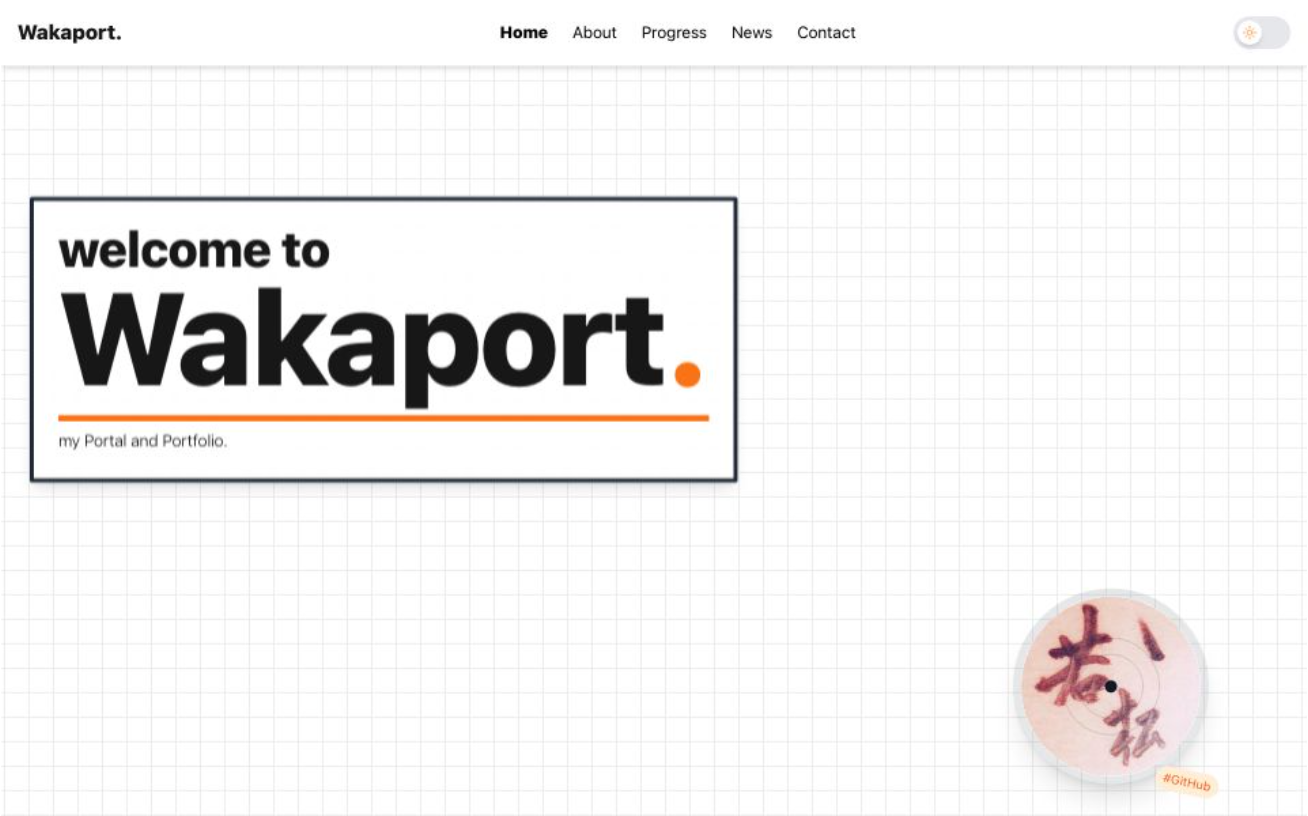 Wakaport.
Home About Progress News Contact
welcome to
Wakaport.
my Portal and Portfolio.
若
松
#GitHub